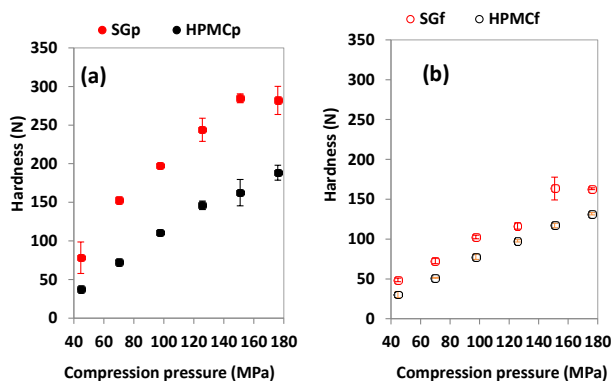 SGp HPMCp
(a)
Hardness (N)
350
300
250
200
150
100
50
0
40 60 80 100 120 140 160 180
Compression pressure (MPa)
SGf HPMCf
(b)
Hardness (N)
350
300
250
200
150
100
50
0
40 60 80 100 120 140 160 180
Compression pressure (MPa)